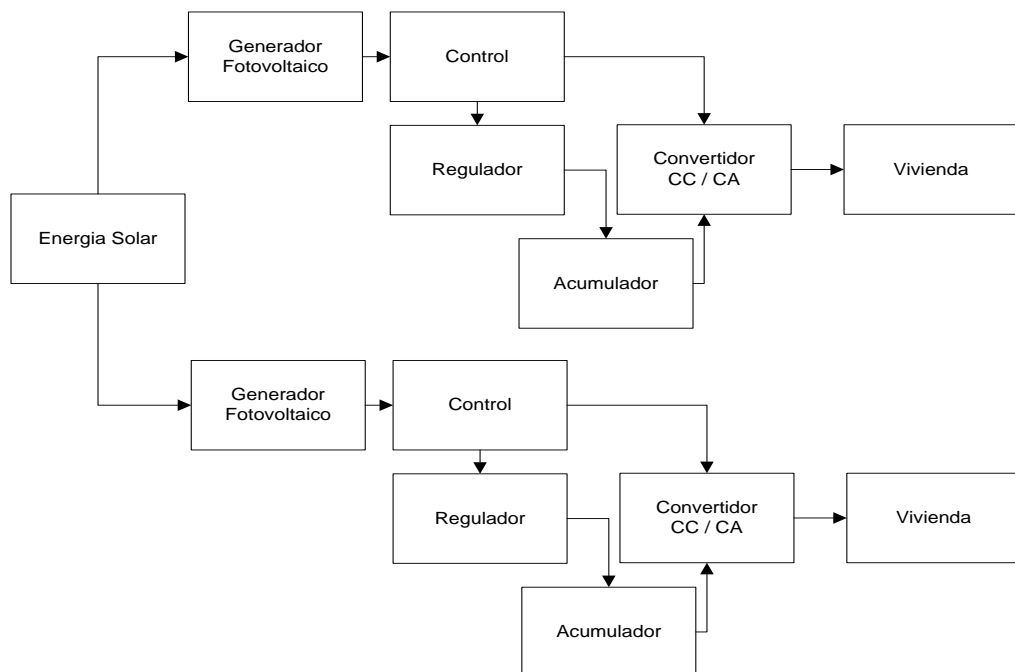 Generador
Fotovoltaico
Control
Regulador
Convertidor
CC / CA
Vivienda
Energia Solar
Acumulador
Generador
Fotovoltaico
Control
Regulador
Convertidor
CC / CA
Vivienda
Acumulador